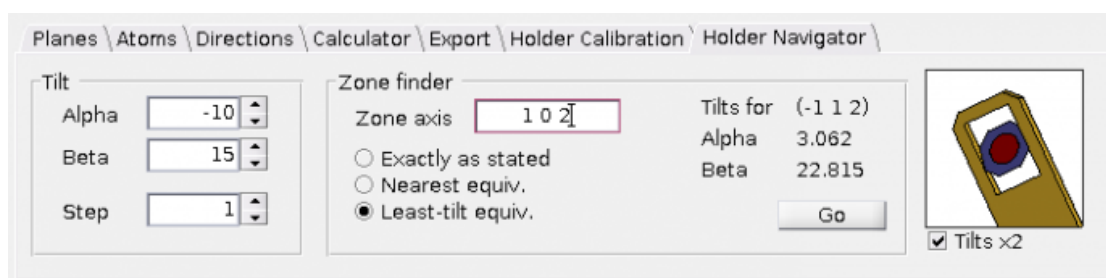 Planes Atoms Directions Calculator Export Holder Calibration Holder Navigator
Tilt
Alpha -10
Beta 15
Step 1
Zone finder
Zone axis 1 0 2
Exactly as stated
Nearest equiv.
Least-tilt equiv.
Tilts for (-1 1 2)
Alpha 3.062
Beta 22.815
Go
Tilts ×2